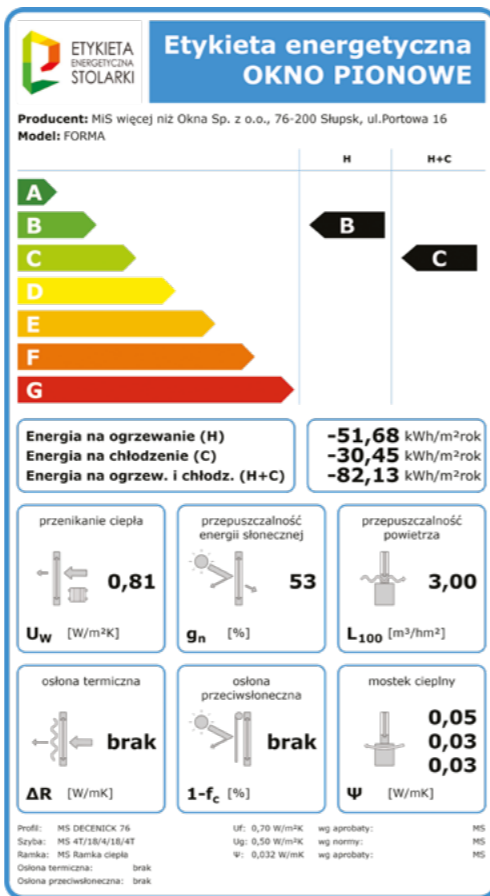 ETYKIETA
ENERGETYCZNA
STOLARKI
Etykieta energetyczna
OKNO PIONOWE
Producent: MiS więcej niż Okna Sp. z o.o., 76-200 Słupsk, ul.Portowa 16
Model: FORMA
H H+C
A
B B
C C
D
E
F
G
Energia na ogrzewanie (H) -51,68 kWh/m²rok
Energia na chłodzenie (C) -30,45 kWh/m²rok
Energia na ogrzew. i chłodz. (H+C) -82,13 kWh/m²rok
przenikanie ciepła
0,81
Uw [W/m²K]
przepuszczalność
energii słonecznej
53
gn [%]
przepuszczalność
powietrza
3,00
L100 [m³/hm²]
osłona termiczna
brak
ΔR [W/mK]
osłona
przeciwsłoneczna
brak
1-fc [%]
mostek cieplny
0,05
0,03
0,03
Ψ [W/mK]
Profil: MS DECENICK 76 Uf: 0,70 W/m²K wg aprobaty: MS
Szyba: MS 4T/18/4/18/4T Ug: 0,50 W/m²K wg normy: MS
Ramka: MS Ramka ciepła Ψ: 0,032 W/mK wg aprobaty: MS
Osłona termiczna: brak
Osłona przeciwsłoneczna: brak